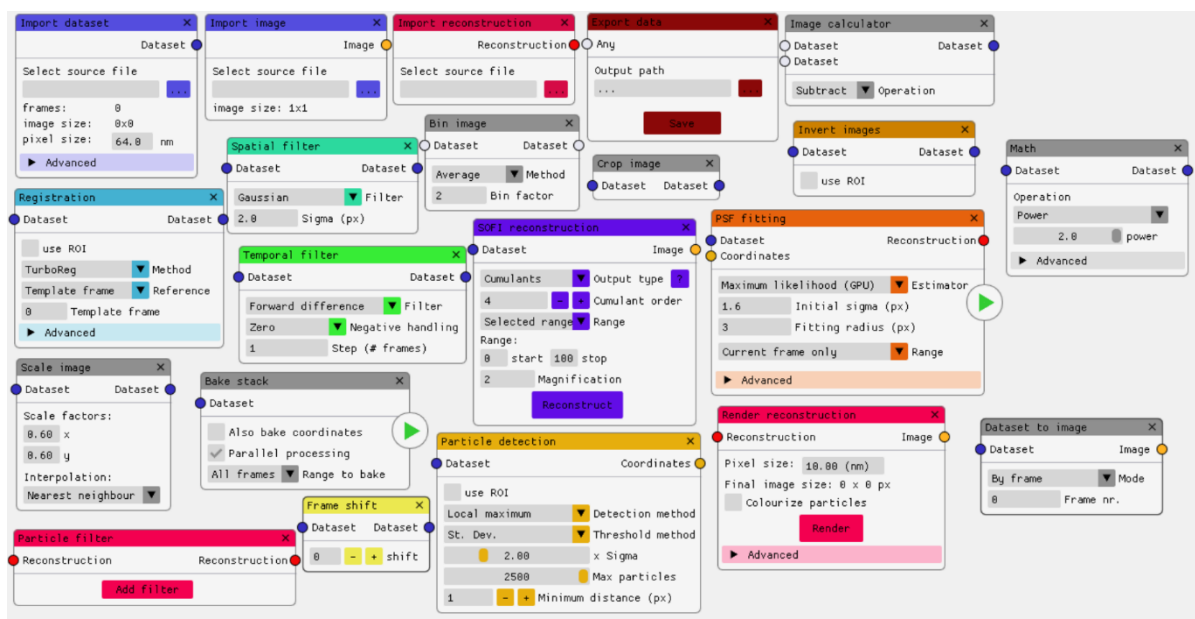 Import dataset ×
Dataset
Select source file
...
frames: 0
image size: 0x0
pixel size: 64.0 nm
Advanced
Import image ×
Image
Select source file
...
image size: 1x1
Import reconstruction ×
Reconstruction
Select source file
...
Export data ×
Any
Output path
... ...
Save
Image calculator ×
Dataset Dataset
Dataset
Subtract Operation
Spatial filter ×
Dataset Dataset
Gaussian Filter
2.0 Sigma (px)
Bin image ×
Dataset Dataset
Average Method
2 Bin factor
Crop image ×
Dataset Dataset
Invert images ×
Dataset Dataset
use ROI
Math ×
Dataset Dataset
Operation
Power
2.0 power
Advanced
Registration ×
Dataset Dataset
use ROI
TurboReg Method
Template frame Reference
0 Template frame
Advanced
Temporal filter ×
Dataset Dataset
Forward difference Filter
Zero Negative handling
1 Step (# frames)
SOFI reconstruction ×
Dataset Image
Cumulants Output type ?
4 - + Cumulant order
Selected range Range
Range:
0 start 100 stop
2 Magnification
Reconstruct
PSF fitting ×
Dataset Reconstruction
Coordinates
Maximum likelihood (GPU) Estimator
1.6 Initial sigma (px)
3 Fitting radius (px)
Current frame only Range
Advanced
Scale image ×
Dataset Dataset
Scale factors:
0.60 x
0.60 y
Interpolation:
Nearest neighbour
Bake stack ×
Dataset
Also bake coordinates
Parallel processing
All frames Range to bake
Particle detection ×
Dataset Coordinates
use ROI
Local maximum Detection method
St. Dev. Threshold method
2.00 x Sigma
2500 Max particles
1 - + Minimum distance (px)
Render reconstruction ×
Reconstruction Image
Pixel size: 10.00 (nm)
Final image size: 0 x 0 px
Colourize particles
Render
Advanced
Dataset to image ×
Dataset Image
By frame Mode
0 Frame nr.
Frame shift ×
Dataset Dataset
0 - + shift
Particle filter ×
Reconstruction Reconstruction
Add filter